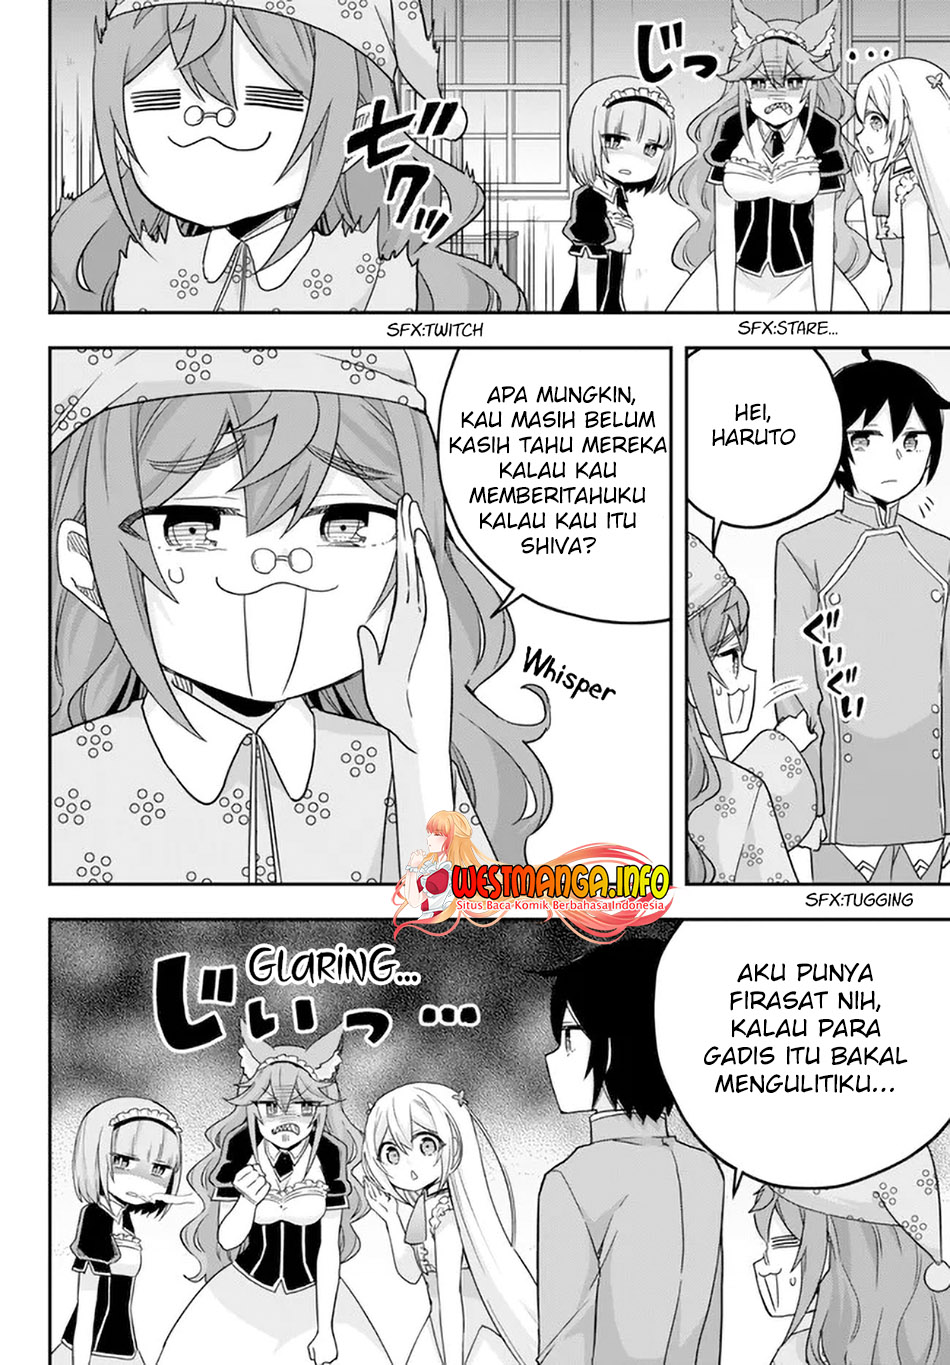 じっ
...
ビビクッ
SFX:TWITCH
SFX:STARE...
HEI,
HARUTO
ぐいぐい
SFX:TUGGING
APA MUNGKIN,
KAU MASIH BELUM
KASIH TAHU MEREKA
KALAU KAU
MEMBERITAHUKU
KALAU KAU ITU
SHIVA?
Whisper
WESTMANGA.INFO
Situs Baca Komik Berbahasa Indonesia
AKU PUNYA
FIRASAT NIH,
KALAU PARA
GADIS ITU BAKAL
MENGULITIKU...
GLARING...
じいっ...